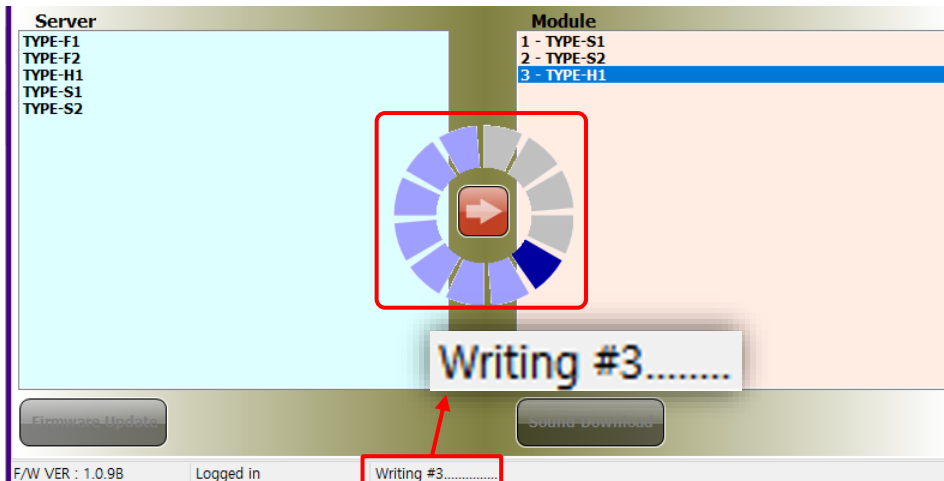 Server
TYPE-F1
TYPE-F2
TYPE-H1
TYPE-S1
TYPE-S2
Module
1 - TYPE-S1
2 - TYPE-S2
3 - TYPE-H1
Writing #3........
Firmware Update
Sound Download
F/W VER : 1.0.9B
Logged in
Writing #3...............